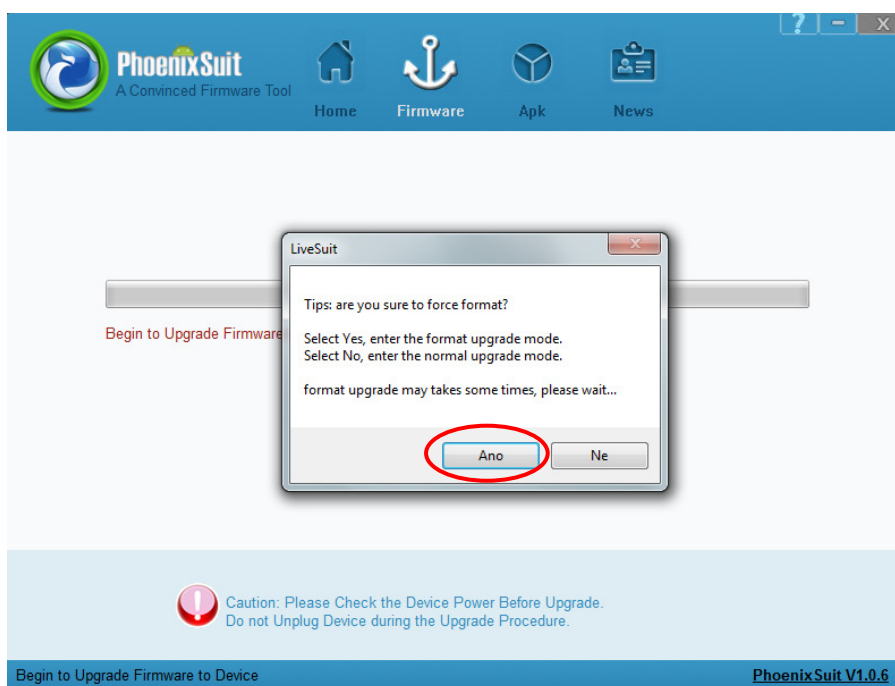 ?
PhoenixSuit
A Convinced Firmware Tool
Home
Firmware
Apk
News
LiveSuit
Tips: are you sure to force format?
Select Yes, enter the format upgrade mode.
Select No, enter the normal upgrade mode.
format upgrade may takes some times, please wait...
Ano
Ne
Begin to Upgrade Firmware
Caution: Please Check the Device Power Before Upgrade.
Do not Unplug Device during the Upgrade Procedure.
Begin to Upgrade Firmware to Device
PhoenixSuit V1.0.6